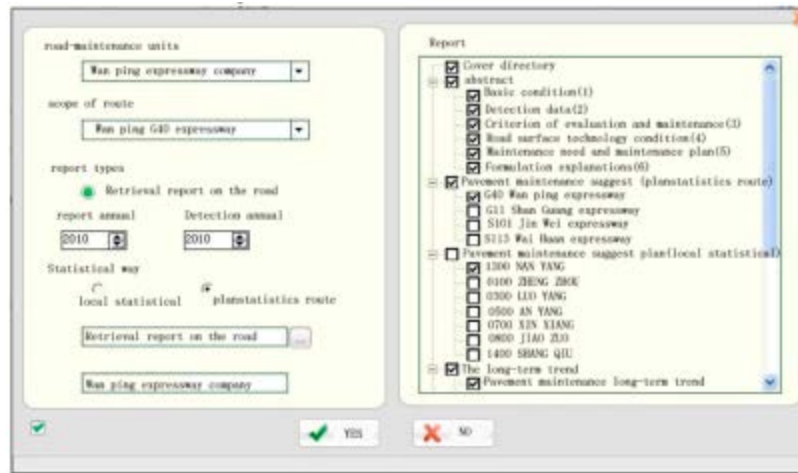 road-maintenance units
Wan ping expressway company
scope of route
Wan ping G40 expressway
report types
Retrieval report on the road
report annual Detection annual
2010 2010
Statistical way
local statistical planstatistics route
Retrieval report on the road ...
Wan ping expressway company
Report
Cover directory
abstract
Basic condition(1)
Detection data(2)
Criterion of evaluation and maintenance(3)
Road surface technology condition(4)
Maintenance need and maintenance plan(5)
Formulation explanations(6)
Pavement maintenance suggest (planstatistics route)
G40 Wan ping expressway
G11 Shan Guang expressway
S101 Jin Wei expressway
S113 Wai Huan expressway
Pavement maintenance suggest plan(local statistical)
1300 NAN YANG
0100 ZHENG ZHOU
0300 LUO YANG
0500 AN YANG
0700 XIN XIANG
0800 JIAO ZUO
1400 SHANG QIU
The long-term trend
Pavement maintenance long-term trend
YES NO